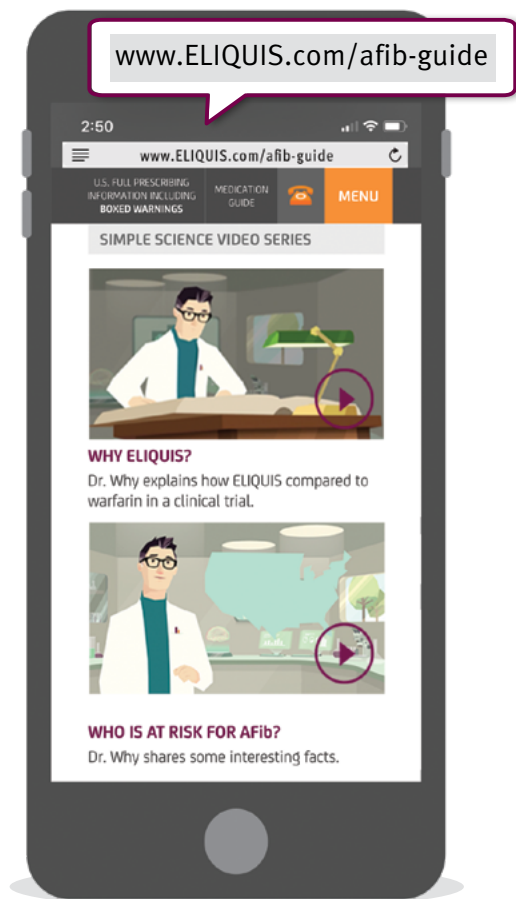 www.ELIQUIS.com/afib-guide
2:50
www.ELIQUIS.com/afib-guide
U.S. FULL PRESCRIBING
INFORMATION INCLUDING
BOXED WARNINGS
MEDICATION
GUIDE
MENU
SIMPLE SCIENCE VIDEO SERIES
WHY ELIQUIS?
Dr. Why explains how ELIQUIS compared to
warfarin in a clinical trial.
WHO IS AT RISK FOR AFib?
Dr. Why shares some interesting facts.